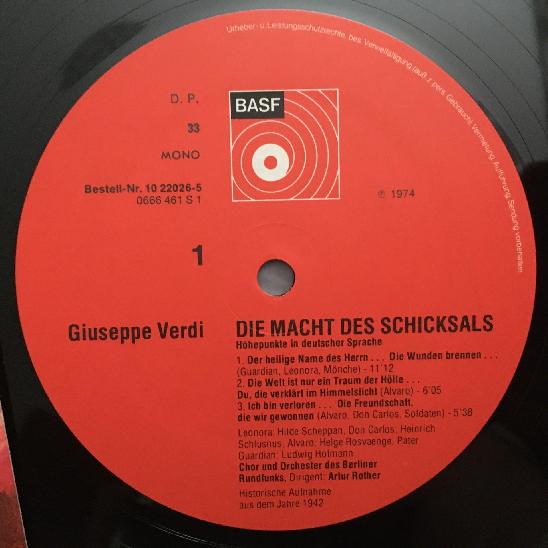 Urheber- u. Leistungsschutzrechte, bes. des Vervielfältigung (auß. z. pers. Gebrauch), Vermietung, Aufführung, Sendung, vorbehalten
D. P.
33
MONO
BASF
Bestell-Nr. 10 22026-5
0666 461 S 1
℗ 1974
1
Giuseppe Verdi
DIE MACHT DES SCHICKSALS
Höhepunkte in deutscher Sprache
1. Der heilige Name des Herrn . . . Die Wunden brennen . . .
(Guardian, Leonora, Mönche) - 11'12
2. Die Welt ist nur ein Traum der Hölle . . .
Du, die verklärt im Himmelslicht (Alvaro) - 6'05
3. Ich bin verloren . . . Die Freundschaft,
die wir gewonnen (Alvaro, Don Carlos, Soldaten) - 5'38
Leonora: Hilde Scheppan, Don Carlos: Heinrich
Schlusnus, Alvaro: Helge Rosvaenge, Pater
Guardian: Ludwig Hofmann
Chor und Orchester des Berliner
Rundfunks, Dirigent: Artur Rother
Historische Aufnahme
aus dem Jahre 1942